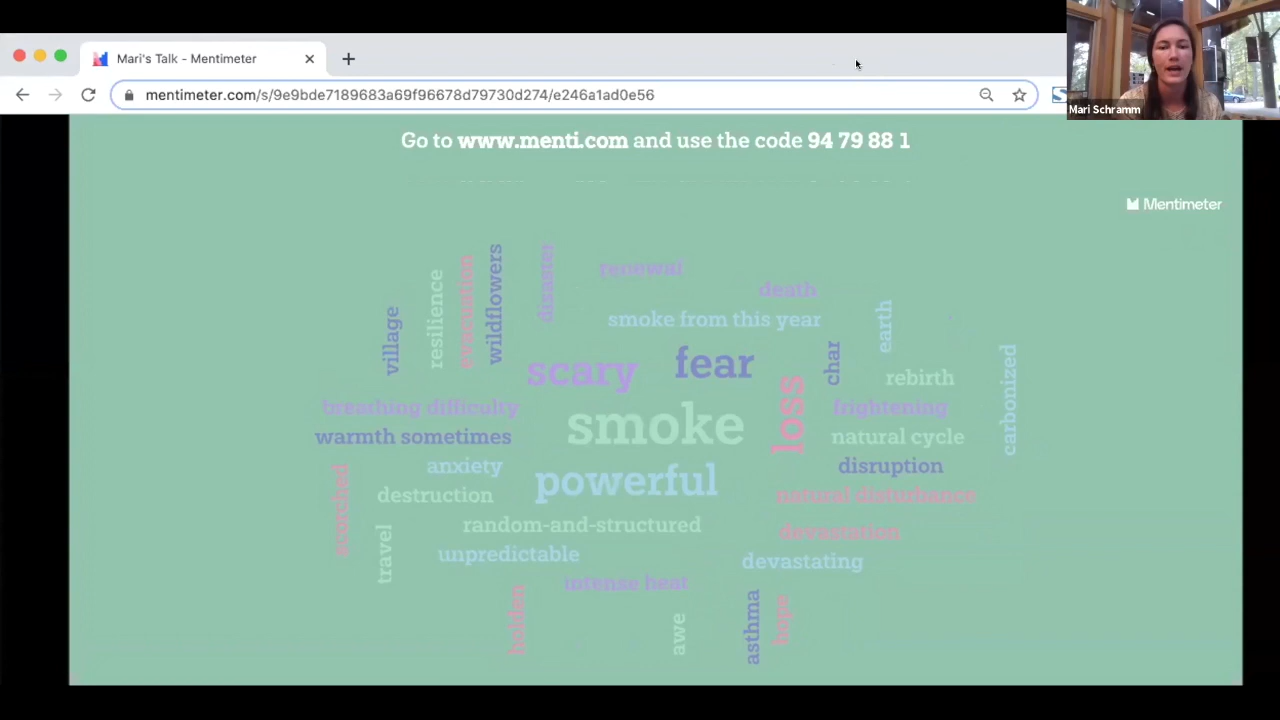 Mari's Talk - Mentimeter
mentimeter.com/s/9e9bde7189683a69f96678d79730d274/e246a1ad0e56
Mari Schramm
Go to www.menti.com and use the code 94 79 88 1
Mentimeter
village
resilience
evacuation
wildflowers
disaster
renewal
death
smoke from this year
earth
scary
fear
char
rebirth
carbonized
breathing difficulty
smoke
loss
frightening
warmth sometimes
natural cycle
anxiety
disruption
scorched
destruction
powerful
natural disturbance
random-and-structured
devastation
travel
unpredictable
devastating
intense heat
holden
awe
asthma
hope